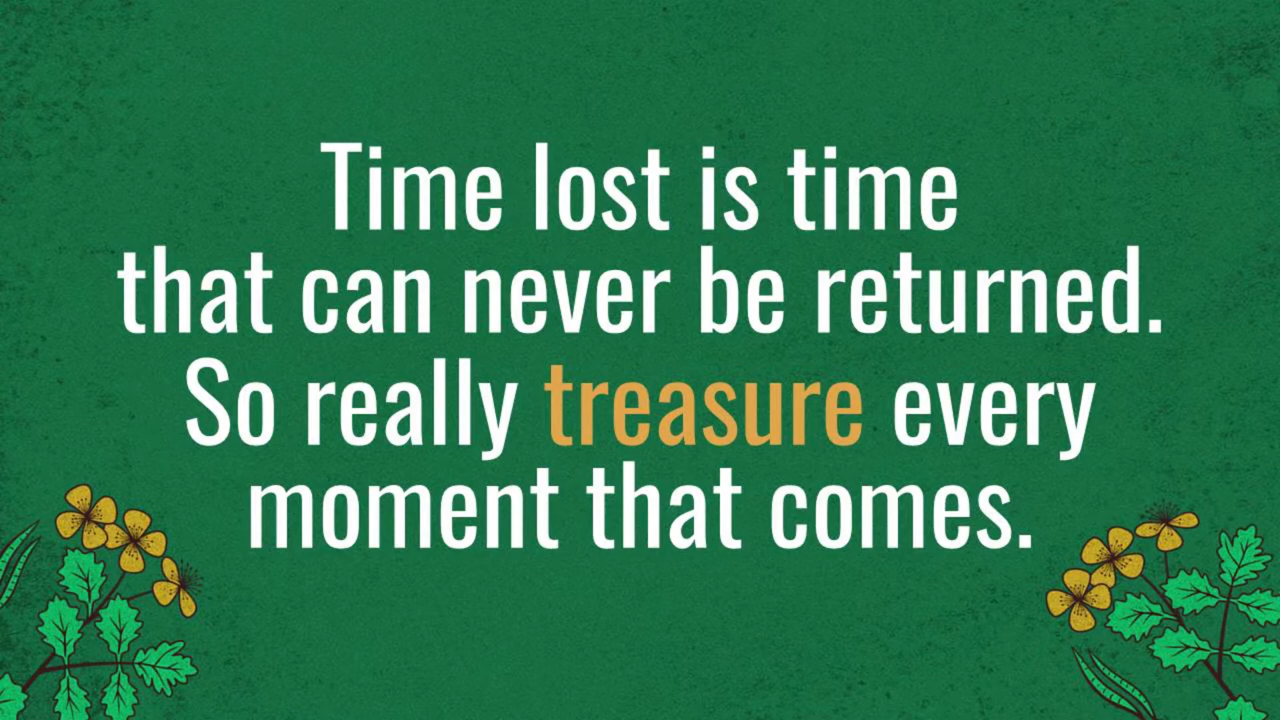 Time lost is time
that can never be returned.
So really treasure every
moment that comes.